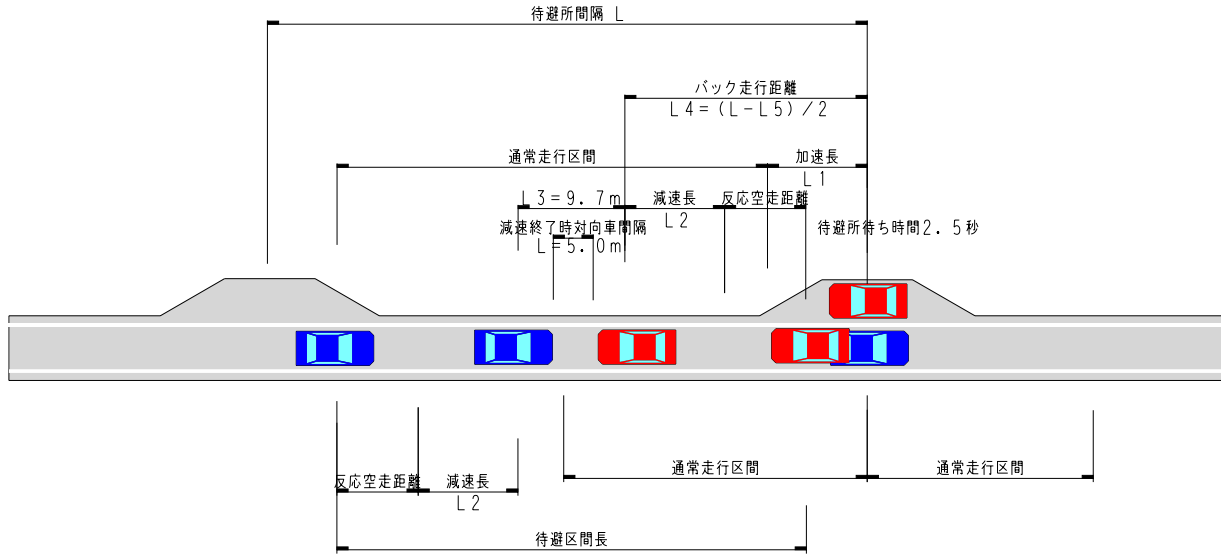 待避所間隔 L
バック走行距離
L4=(L-L5)/2
通常走行区間
加速長
L1
L3=9.7m
減速長
L2
反応空走距離
減速終了時対向車間隔
L=5.0m
待避所待ち時間2.5秒
反応空走距離
減速長
L2
通常走行区間
通常走行区間
待避区間長